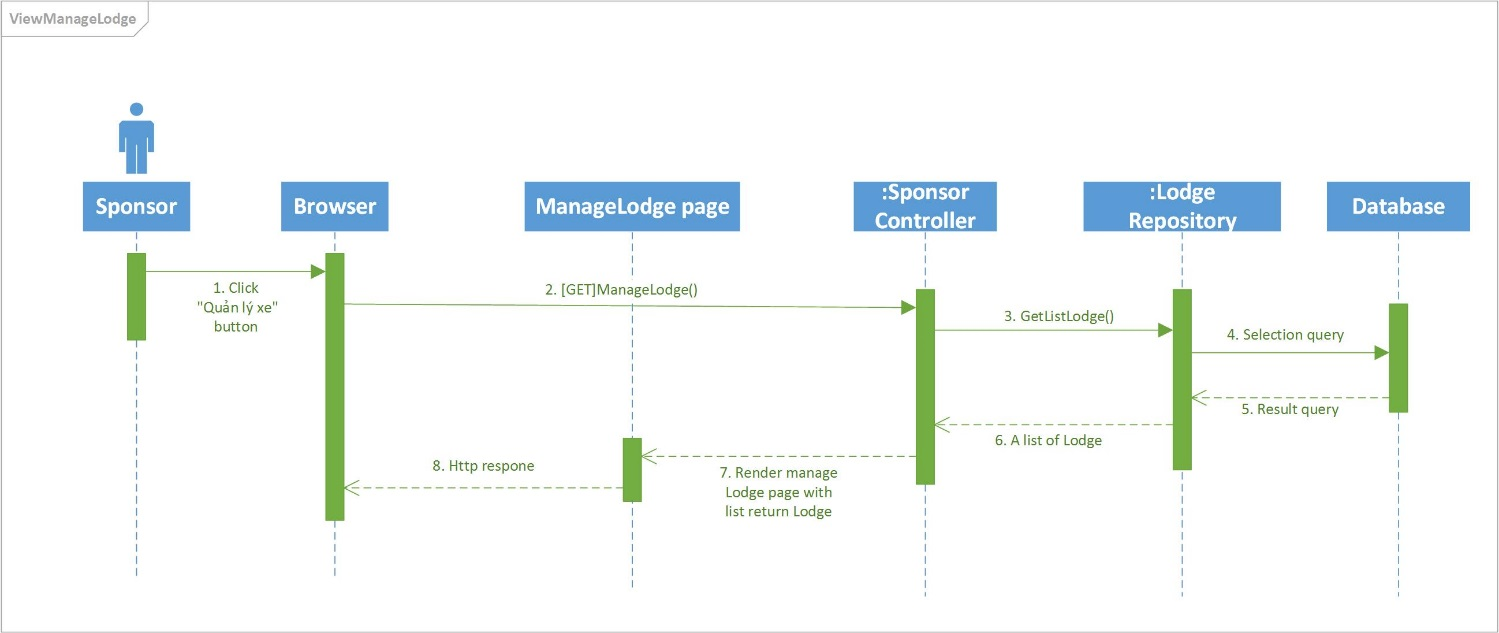 ViewManageLodge
Sponsor
Browser
ManageLodge page
:Sponsor
Controller
:Lodge
Repository
Database
1. Click
"Quản lý xe"
button
2. [GET]ManageLodge()
3. GetListLodge()
4. Selection query
5. Result query
6. A list of Lodge
7. Render manage
Lodge page with
list return Lodge
8. Http respone